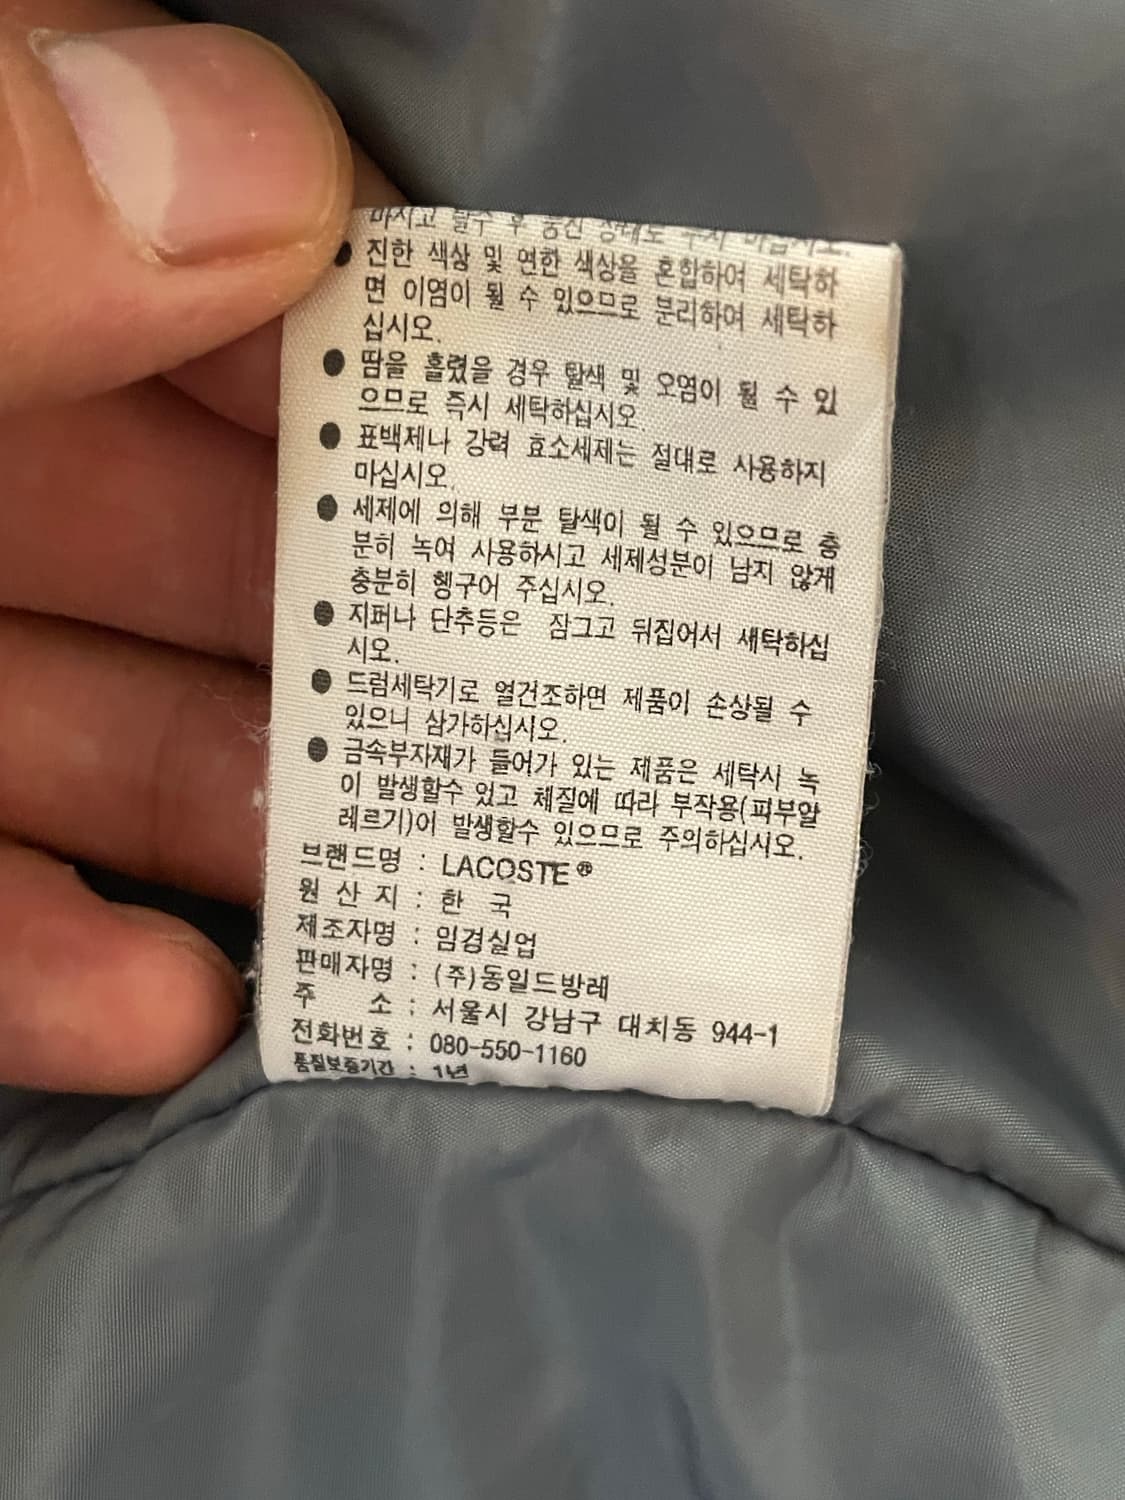 마시고 탈수 후 상태로 두지 마십시오.
● 진한 색상 및 연한 색상을 혼합하여 세탁하
면 이염이 될 수 있으므로 분리하여 세탁하
십시오.
● 땀을 흘렸을 경우 탈색 및 오염이 될 수 있
으므로 즉시 세탁하십시오
● 표백제나 강력 효소세제는 절대로 사용하지
마십시오.
● 세제에 의해 부분 탈색이 될 수 있으므로 충
분히 녹여 사용하시고 세제성분이 남지 않게
충분히 헹구어 주십시오.
● 지퍼나 단추등은 잠그고 뒤집어서 세탁하십
시오.
● 드럼세탁기로 열건조하면 제품이 손상될 수
있으니 삼가하십시오.
● 금속부자재가 들어가 있는 제품은 세탁시 녹
이 발생할수 있고 체질에 따라 부작용(피부알
레르기)이 발생할수 있으므로 주의하십시오.
브랜드명 : LACOSTE®
원 산 지 : 한 국
제조자명 : 임경실업
판매자명 : (주)동일드방레
주 소 : 서울시 강남구 대치동 944-1
전화번호 : 080-550-1160
품질보증기간 : 1년